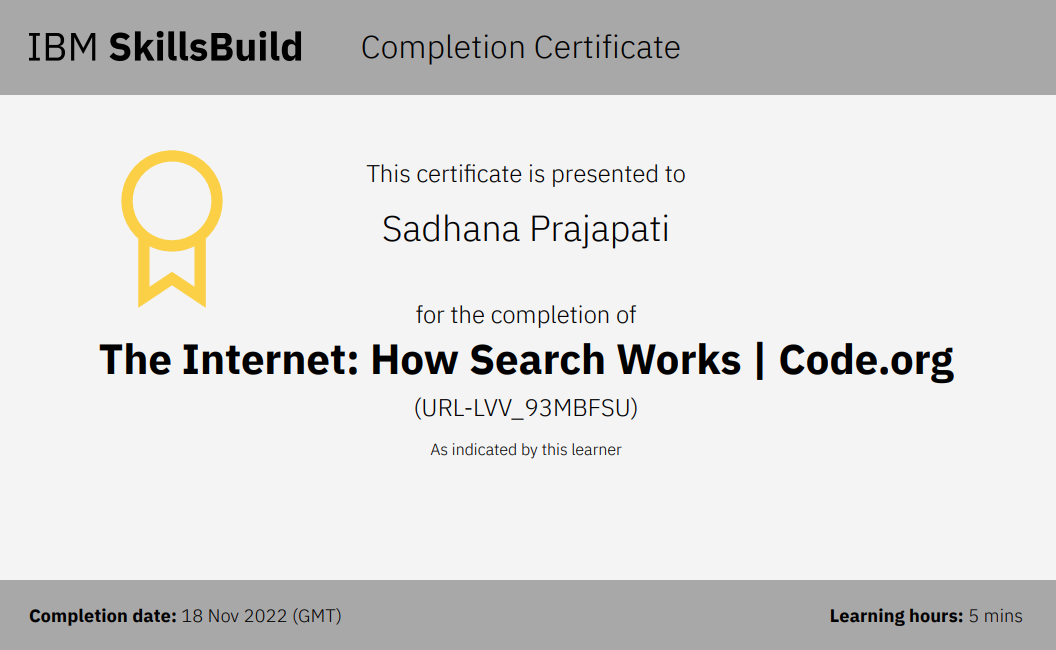 IBM SkillsBuild Completion Certificate
This certificate is presented to
Sadhana Prajapati
for the completion of
The Internet: How Search Works | Code.org
(URL-LVV_93MBFSU)
As indicated by this learner
Completion date: 18 Nov 2022 (GMT) Learning hours: 5 mins